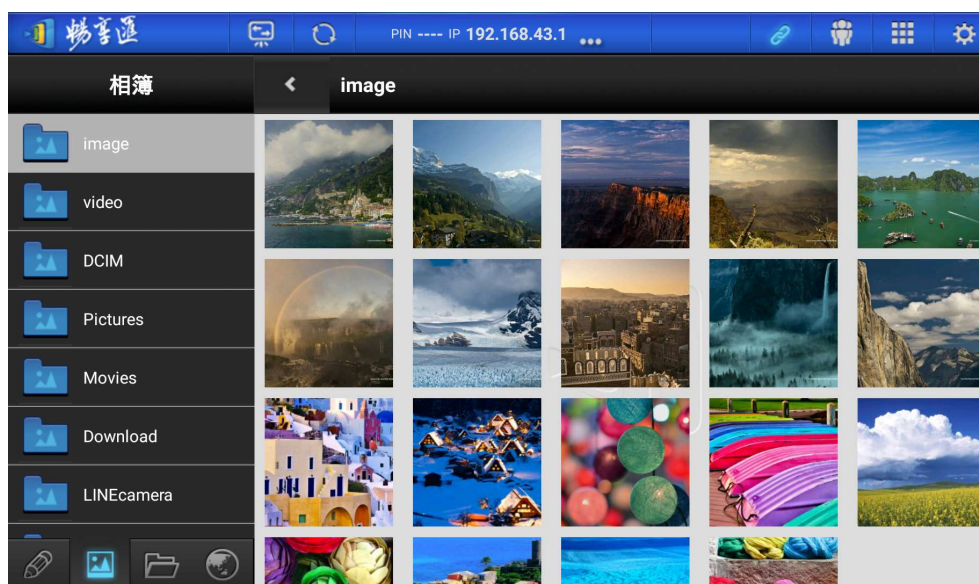 暢享匯 PIN ---- IP 192.168.43.1 ...
相簿
image
image
video
DCIM
Pictures
Movies
Download
LINEcamera